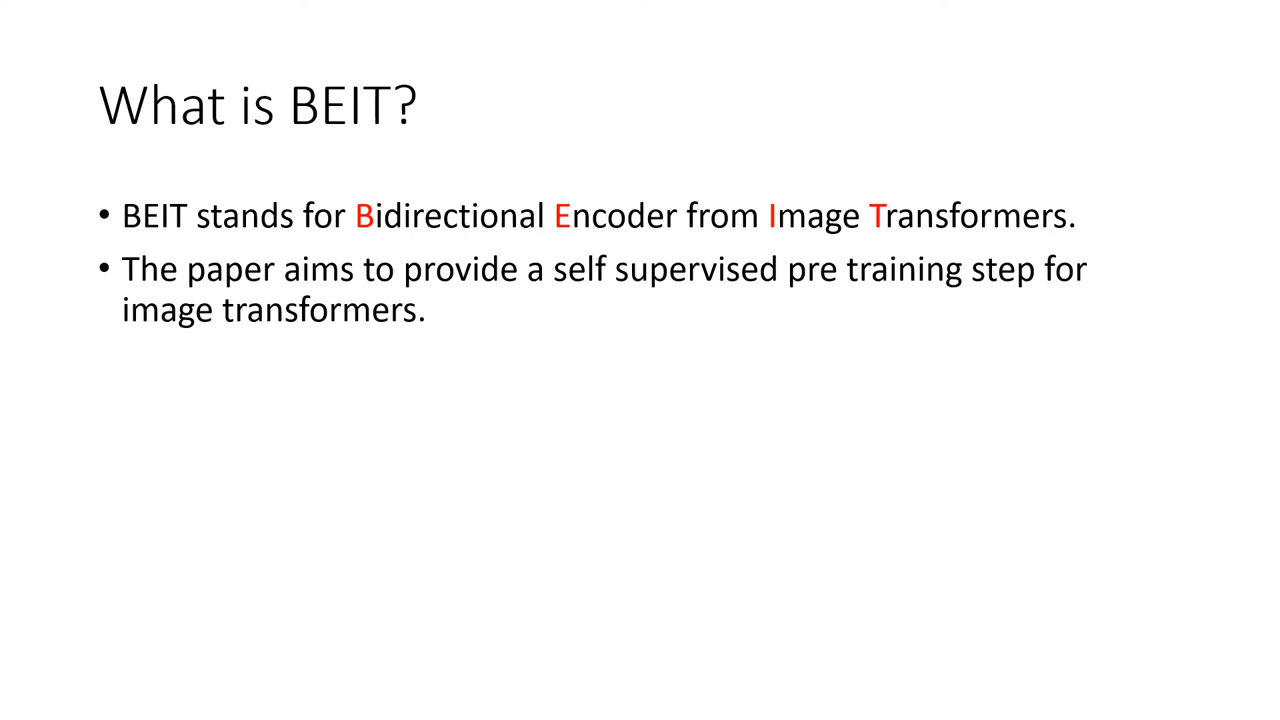 What is BEIT?
• BEIT stands for Bidirectional Encoder from Image Transformers.
• The paper aims to provide a self supervised pre training step for
image transformers.